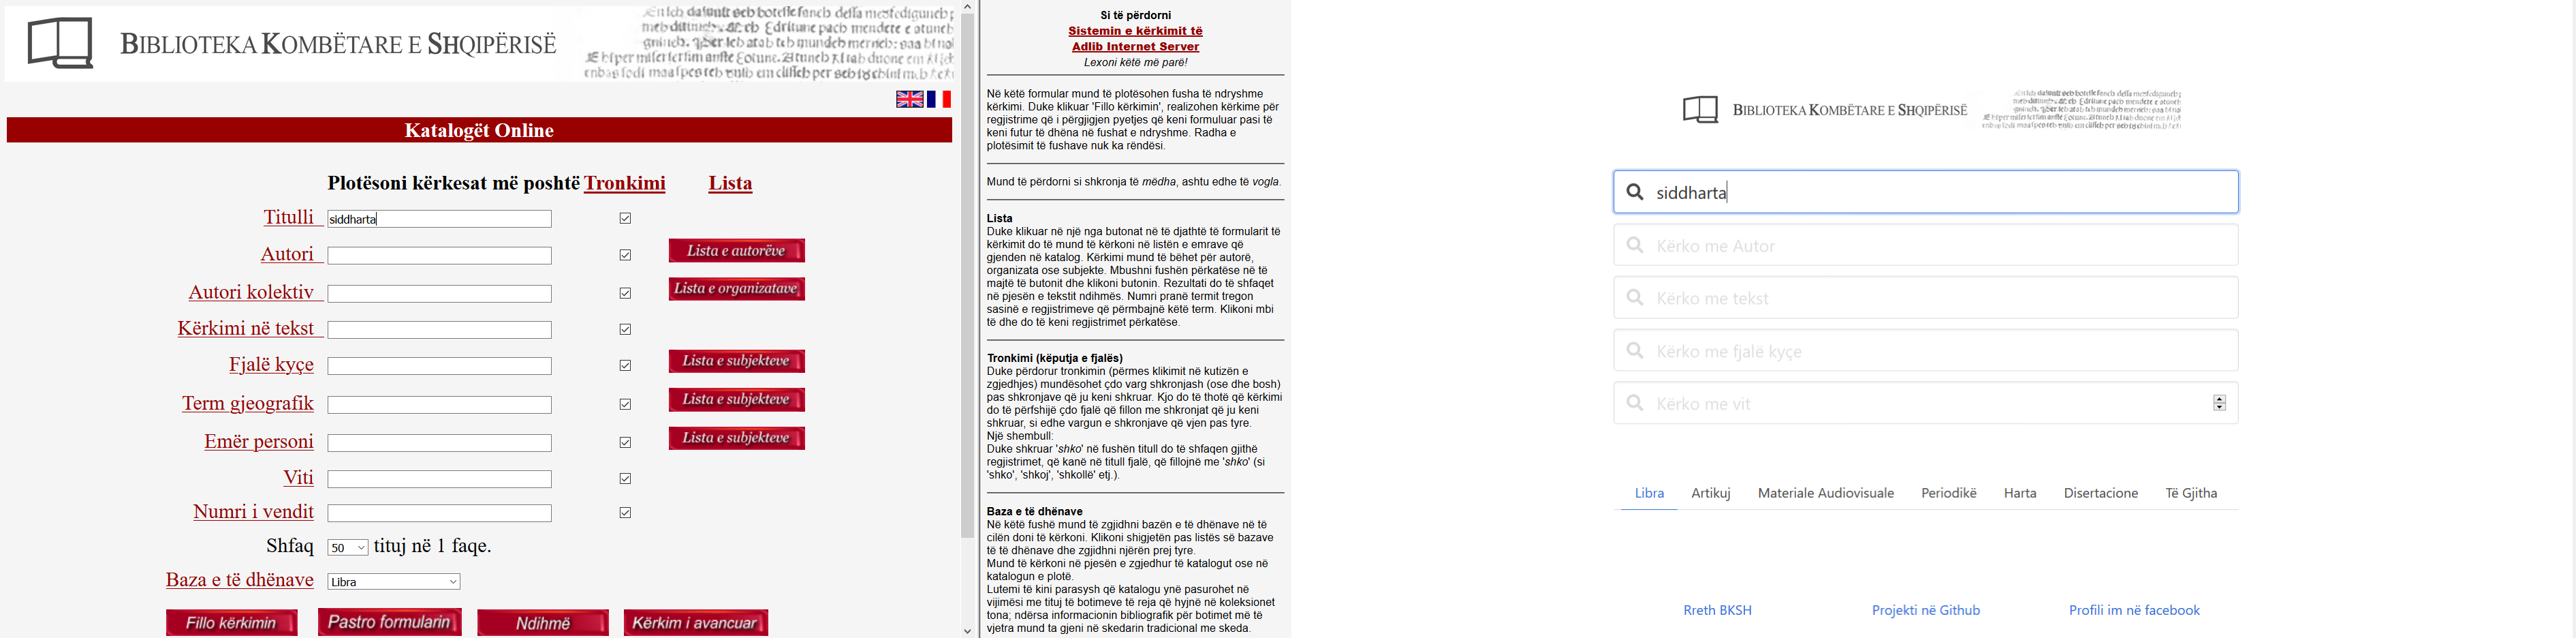 BIBLIOTEKA KOMBËTARE E SHQIPËRISË
Katalogët Online
Plotësoni kërkesat më poshtë Tronkimi Lista
Titulli siddharta
Autori Lista e autorëve
Autori kolektiv Lista e organizatave
Kërkimi në tekst
Fjalë kyçe Lista e subjekteve
Term gjeografik Lista e subjekteve
Emër personi Lista e subjekteve
Viti
Numri i vendit
Shfaq 50 tituj në 1 faqe.
Baza e të dhënave Libra
Fillo kërkimin Pastro formularin Ndihmë Kërkim i avancuar
Si të përdorni
Sistemin e kërkimit të
Adlib Internet Server
Lexoni këtë më parë!
Në këtë formular mund të plotësohen fusha të ndryshme
kërkimi. Duke klikuar 'Fillo kërkimin', realizohen kërkime për
regjistrime që i përgjigjen pyetjes që keni formuluar pasi të
keni futur të dhëna në fushat e ndryshme. Radha e
plotësimit të fushave nuk ka rëndësi.
Mund të përdorni si shkronja të mëdha, ashtu edhe të vogla.
Lista
Duke klikuar në një nga butonat në të djathtë të formularit të
kërkimit do të mund të kërkoni në listën e emrave që
gjenden në katalog. Kërkimi mund të bëhet për autorë,
organizata ose subjekte. Mbushni fushën përkatëse në të
majtë të butonit dhe klikoni butonin. Rezultati do të shfaqet
në pjesën e tekstit ndihmës. Numri pranë termit tregon
sasinë e regjistrimeve që përmbajnë këtë term. Klikoni mbi
të dhe do të keni regjistrimet përkatëse.
Tronkimi (këputja e fjalës)
Duke përdorur tronkimin (përmes klikimit në kutizën e
zgjedhjes) mundësohet çdo varg shkronjash (ose dhe bosh)
pas shkronjave që ju keni shkruar. Kjo do të thotë që kërkimi
do të përfshijë çdo fjalë që fillon me shkronjat që ju keni
shkruar, si edhe vargun e shkronjave që vjen pas tyre.
Një shembull:
Duke shkruar 'shko' në fushën titull do të shfaqen gjithë
regjistrimet, që kanë në titull fjalë, që fillojnë me 'shko' (si
'shko', 'shkoj', 'shkollë' etj.).
Baza e të dhënave
Në këtë fushë mund të zgjidhni bazën e të dhënave në të
cilën doni të kërkoni. Klikoni shigjetën pas listës së bazave
të të dhënave dhe zgjidhni njërën prej tyre.
Mund të kërkoni në pjesën e zgjedhur të katalogut ose në
katalogun e plotë.
Lutemi të kini parasysh që katalogu ynë pasurohet në
vijimësi me tituj të botimeve të reja që hyjnë në koleksionet
tona; ndërsa informacionin bibliografik për botimet më të
vjetra mund ta gjeni në skedarin tradicional me skeda.
BIBLIOTEKA KOMBËTARE E SHQIPËRISË
siddharta
Kërko me Autor
Kërko me tekst
Kërko me fjalë kyçe
Kërko me vit
Libra Artikuj Materiale Audiovisuale Periodikë Harta Disertacione Të Gjitha
Rreth BKSH Projekti në Github Profili im në facebook